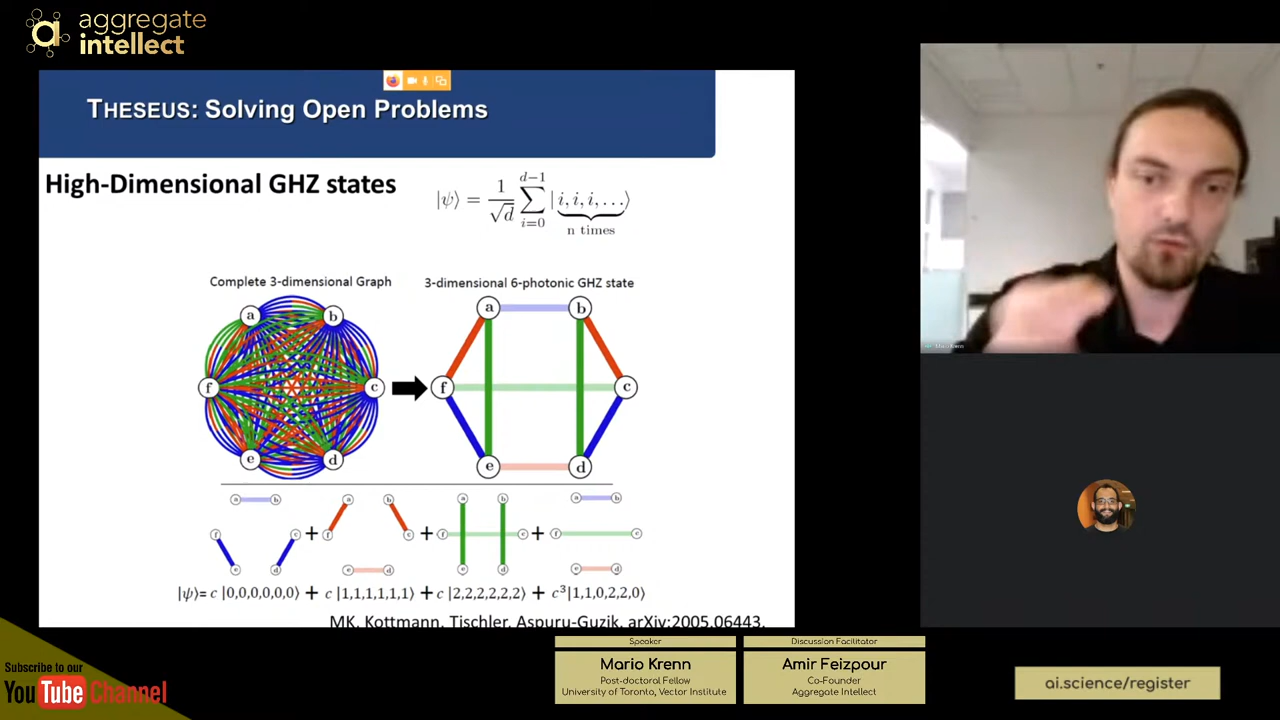 aggregate
intellect
THESEUS: Solving Open Problems
High-Dimensional GHZ states
|ψ⟩ = 1/√d ∑ i=0 d−1 |i, i, i, …⟩
n times
Complete 3-dimensional Graph
3-dimensional 6-photonic GHZ state
a b
f c
e d
a b
f c
e d
a b + a b + a b + a b
f c f c f c f c
e d e d e d e d
|ψ⟩= c |0,0,0,0,0,0⟩ + c |1,1,1,1,1,1⟩ + c |2,2,2,2,2,2⟩ + c³|1,1,0,2,2,0⟩
MK, Kottmann, Tischler, Aspuru-Guzik, arXiv:2005.06443.
Mario Krenn
Subscribe to our
YouTube Channel
Speaker
Mario Krenn
Post-doctoral Fellow
University of Toronto, Vector Institute
Discussion Facilitator
Amir Feizpour
Co-Founder
Aggregate Intellect
ai.science/register